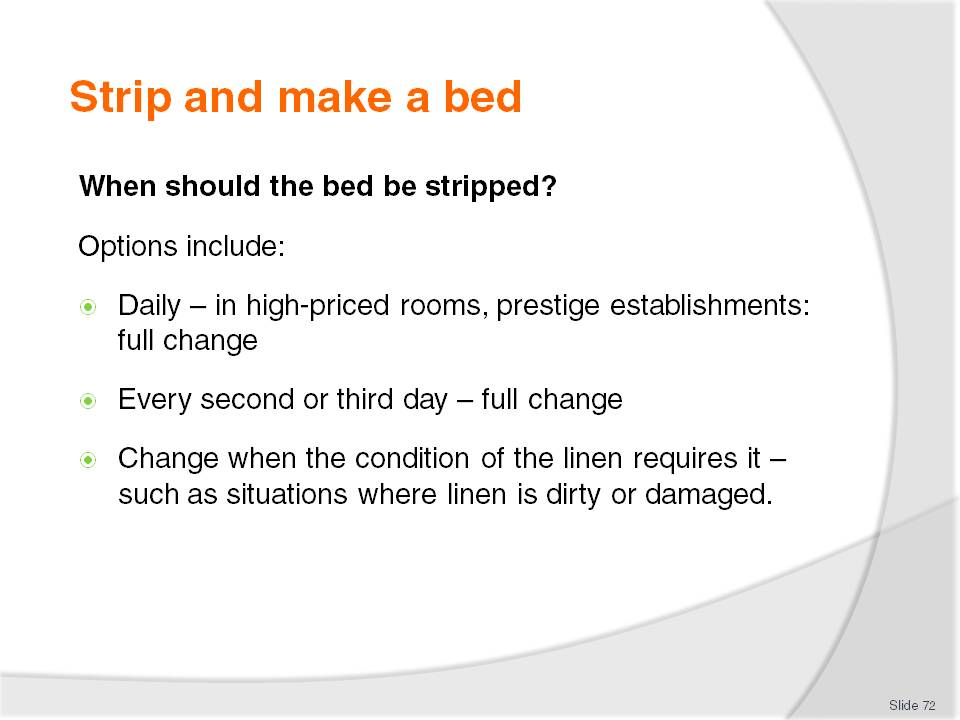 Strip and make a bed
When should the bed be stripped?
Options include:
Daily – in high-priced rooms, prestige establishments:
full change
Every second or third day – full change
Change when the condition of the linen requires it –
such as situations where linen is dirty or damaged.
Slide 72